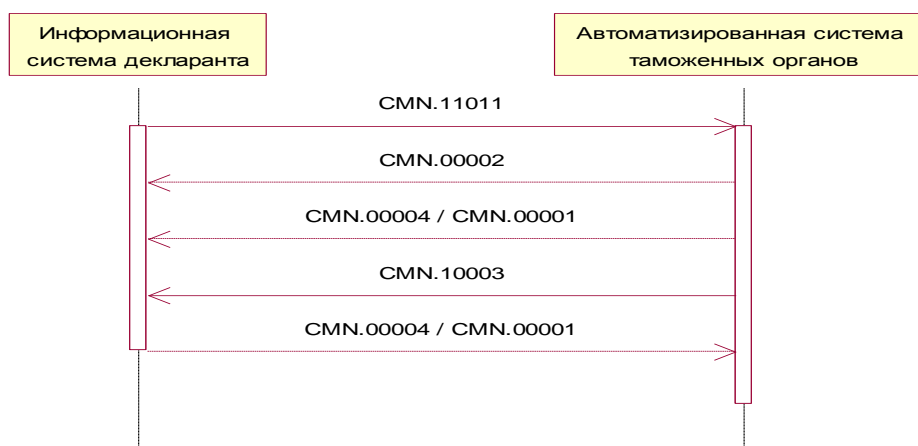 Информационная
система декларанта
Автоматизированная система
таможенных органов
CMN.11011
CMN.00002
CMN.00004 / CMN.00001
CMN.10003
CMN.00004 / CMN.00001